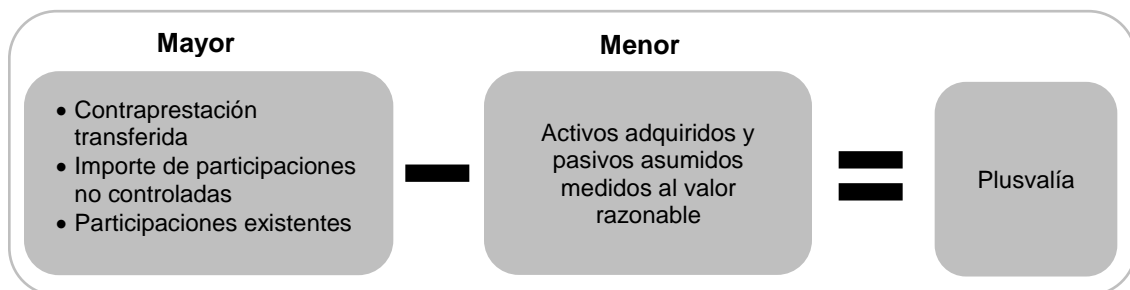 Mayor
Menor
• Contraprestación
transferida
• Importe de participaciones
no controladas
• Participaciones existentes
Activos adquiridos y
pasivos asumidos
medidos al valor
razonable
Plusvalía